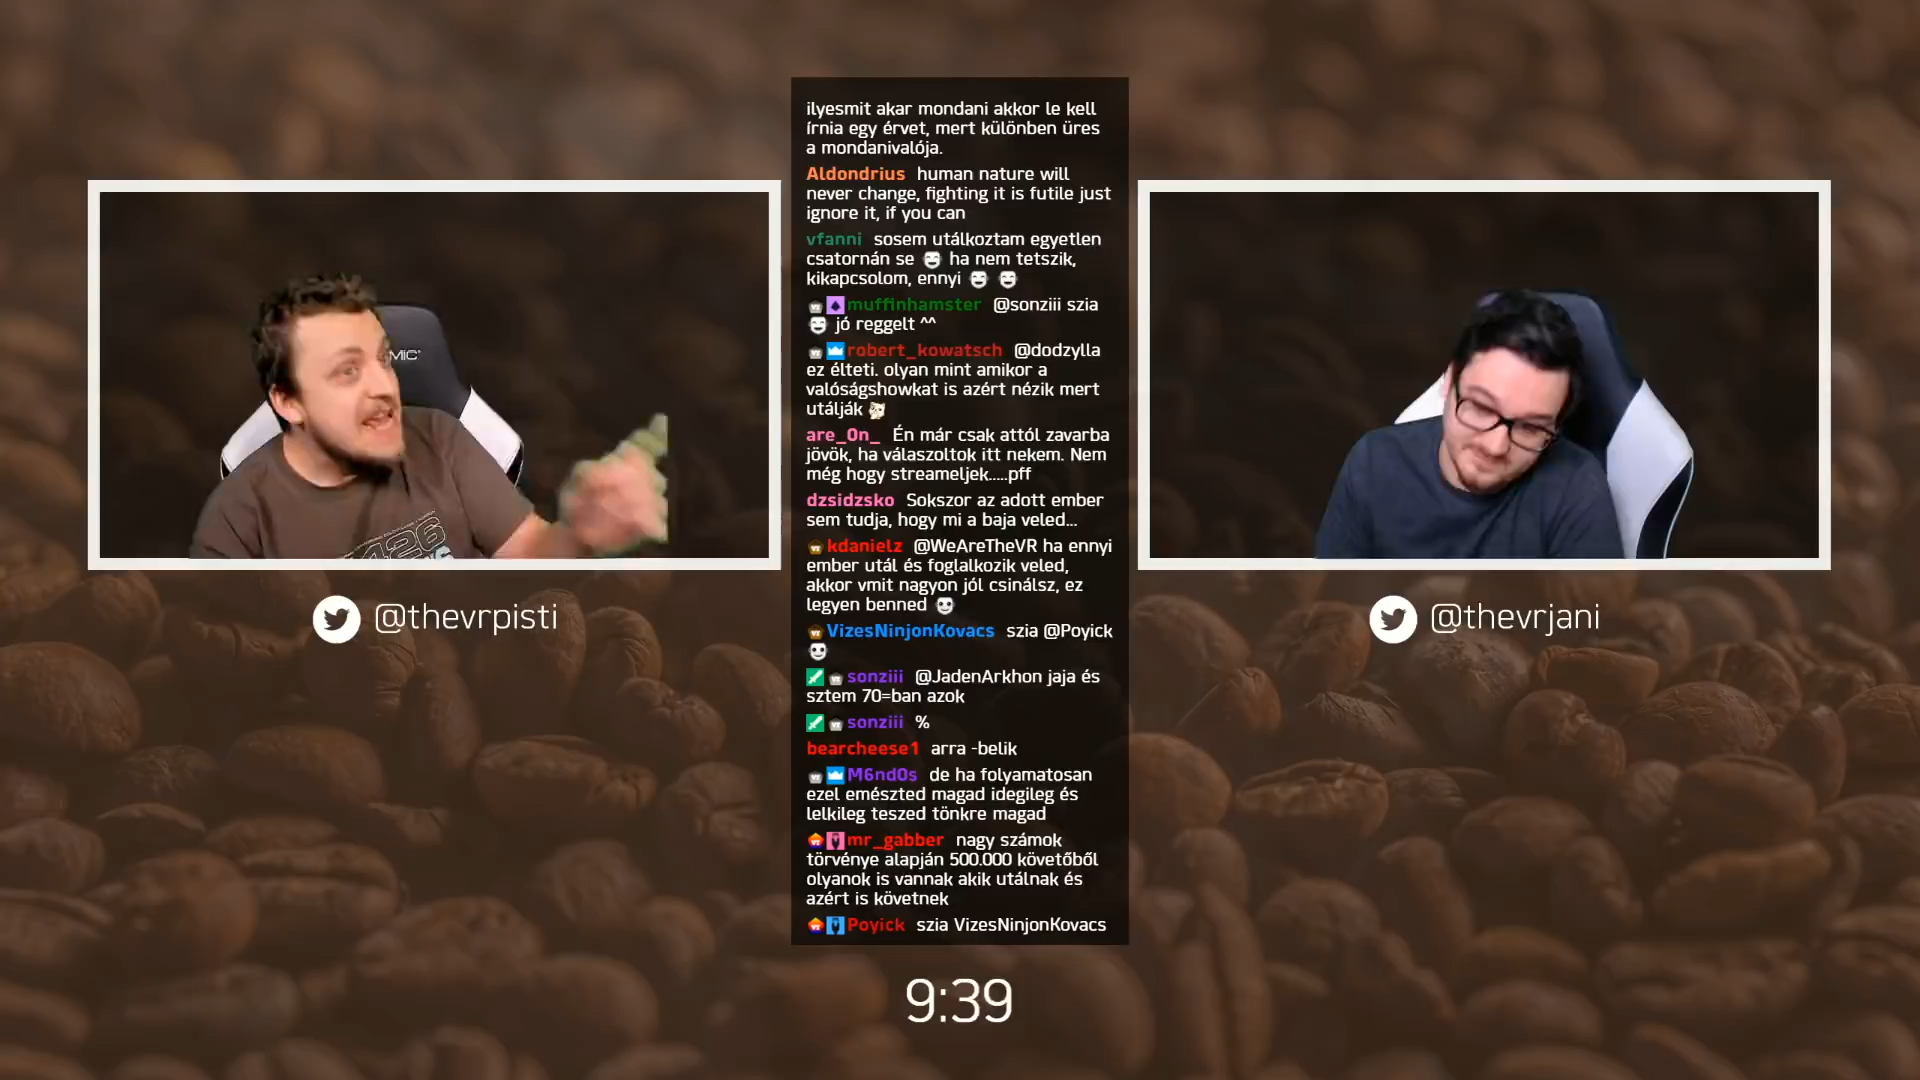 ilyesmit akar mondani akkor le kell
írnia egy érvet, mert különben üres
a mondanivalója.
Aldondrius human nature will
never change, fighting it is futile just
ignore it, if you can
vfanni sosem utálkoztam egyetlen
csatornán se ha nem tetszik,
kikapcsolom, ennyi
muffinhamster @sonziii szia
jó reggelt ^^
robert_kowatsch @dodzylla
ez élteti. olyan mint amikor a
valóságshowkat is azért nézik mert
utálják
are_0n_ Én már csak attól zavarba
jövök, ha válaszoltok itt nekem. Nem
még hogy streameljek.....pff
dzsidzsko Sokszor az adott ember
sem tudja, hogy mi a baja veled...
kdanielz @WeAreTheVR ha ennyi
ember utál és foglalkozik veled,
akkor vmit nagyon jól csinálsz, ez
legyen benned
VizesNinjonKovacs szia @Poyick
sonziii @JadenArkhon jaja és
sztem 70=ban azok
sonziii %
bearcheese1 arra -belik
M6nd0s de ha folyamatosan
ezel emészted magad idegileg és
lelkileg teszed tönkre magad
mr_gabber nagy számok
törvénye alapján 500.000 követőből
olyanok is vannak akik utálnak és
azért is követnek
Poyick szia VizesNinjonKovacs
MIC
426
@thevrpisti
@thevrjani
9:39